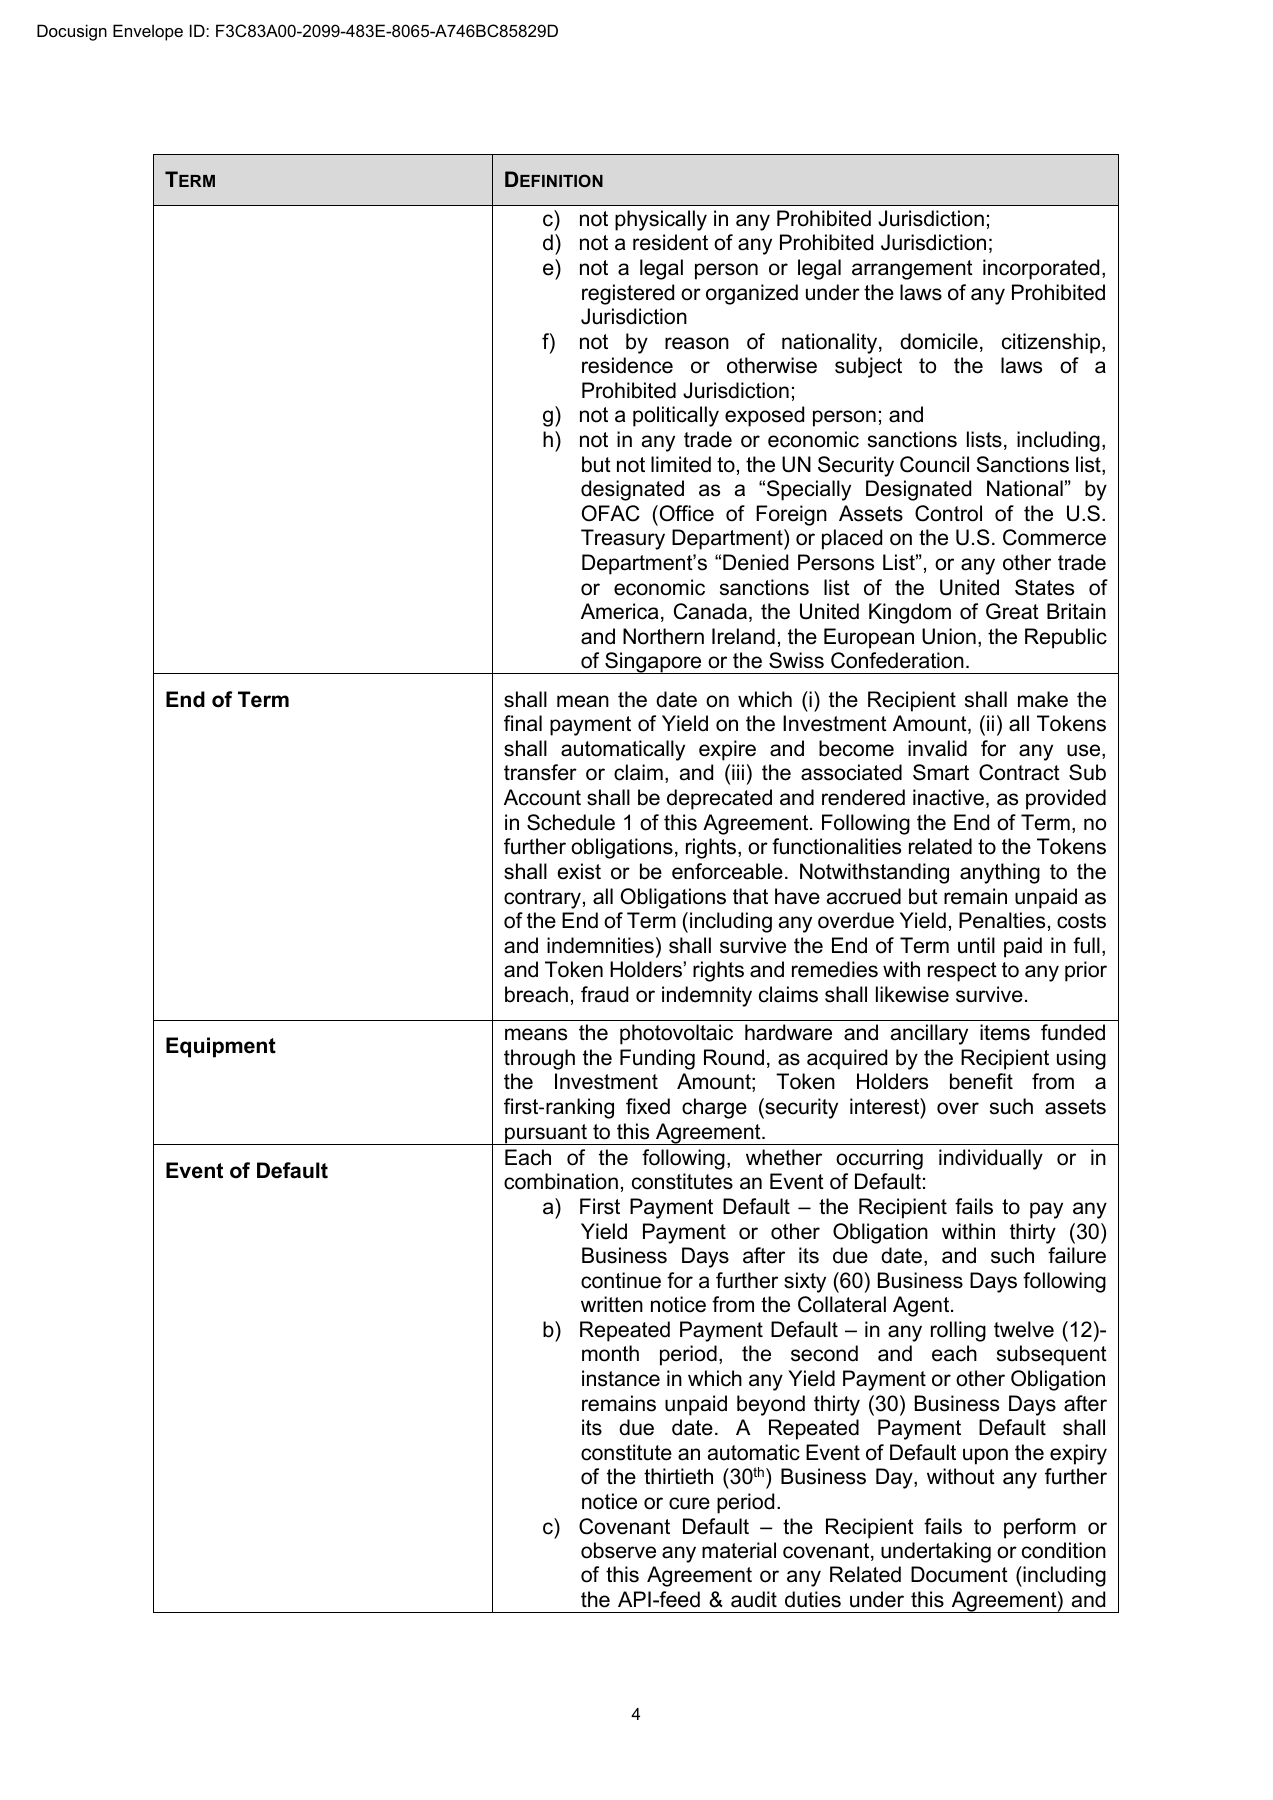 Docusign Envelope ID: F3C83A00-2099-483E-8065-A746BC85829D
TERM
DEFINITION
c) not physically in any Prohibited Jurisdiction;
d) not a resident of any Prohibited Jurisdiction;
e) not a legal person or legal arrangement incorporated,
registered or organized under the laws of any Prohibited
Jurisdiction
f) not by reason of nationality, domicile, citizenship,
residence or otherwise subject to the laws of a
Prohibited Jurisdiction;
g) not a politically exposed person; and
h) not in any trade or economic sanctions lists, including,
but not limited to, the UN Security Council Sanctions list,
designated as a “Specially Designated National” by
OFAC (Office of Foreign Assets Control of the U.S.
Treasury Department) or placed on the U.S. Commerce
Department’s “Denied Persons List”, or any other trade
or economic sanctions list of the United States of
America, Canada, the United Kingdom of Great Britain
and Northern Ireland, the European Union, the Republic
of Singapore or the Swiss Confederation.
End of Term
shall mean the date on which (i) the Recipient shall make the
final payment of Yield on the Investment Amount, (ii) all Tokens
shall automatically expire and become invalid for any use,
transfer or claim, and (iii) the associated Smart Contract Sub
Account shall be deprecated and rendered inactive, as provided
in Schedule 1 of this Agreement. Following the End of Term, no
further obligations, rights, or functionalities related to the Tokens
shall exist or be enforceable. Notwithstanding anything to the
contrary, all Obligations that have accrued but remain unpaid as
of the End of Term (including any overdue Yield, Penalties, costs
and indemnities) shall survive the End of Term until paid in full,
and Token Holders’ rights and remedies with respect to any prior
breach, fraud or indemnity claims shall likewise survive.
Equipment
means the photovoltaic hardware and ancillary items funded
through the Funding Round, as acquired by the Recipient using
the Investment Amount; Token Holders benefit from a
first-ranking fixed charge (security interest) over such assets
pursuant to this Agreement.
Event of Default
Each of the following, whether occurring individually or in
combination, constitutes an Event of Default:
a) First Payment Default – the Recipient fails to pay any
Yield Payment or other Obligation within thirty (30)
Business Days after its due date, and such failure
continue for a further sixty (60) Business Days following
written notice from the Collateral Agent.
b) Repeated Payment Default – in any rolling twelve (12)-
month period, the second and each subsequent
instance in which any Yield Payment or other Obligation
remains unpaid beyond thirty (30) Business Days after
its due date. A Repeated Payment Default shall
constitute an automatic Event of Default upon the expiry
of the thirtieth (30th) Business Day, without any further
notice or cure period.
c) Covenant Default – the Recipient fails to perform or
observe any material covenant, undertaking or condition
of this Agreement or any Related Document (including
the API-feed & audit duties under this Agreement) and
4